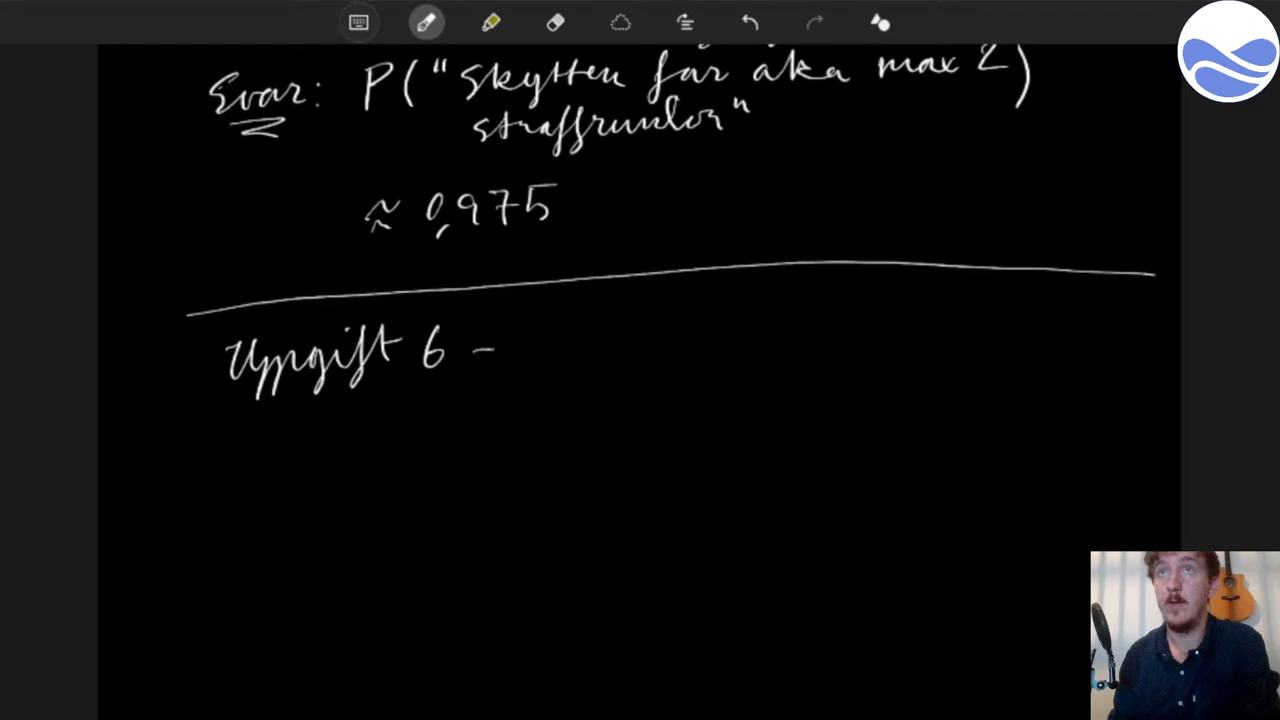 Svar: P("Skytten får åka max 2)
straffrundor"
≈ 0,975
Uppgift 6 -